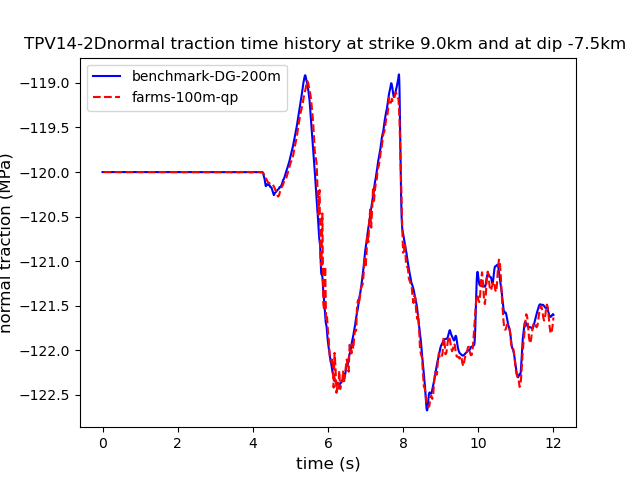 TPV14-2Dnormal traction time history at strike 9.0km and at dip -7.5km
benchmark-DG-200m
farms-100m-qp
normal traction (MPa)
−119.0
−119.5
−120.0
−120.5
−121.0
−121.5
−122.0
−122.5
0 2 4 6 8 10 12
time (s)